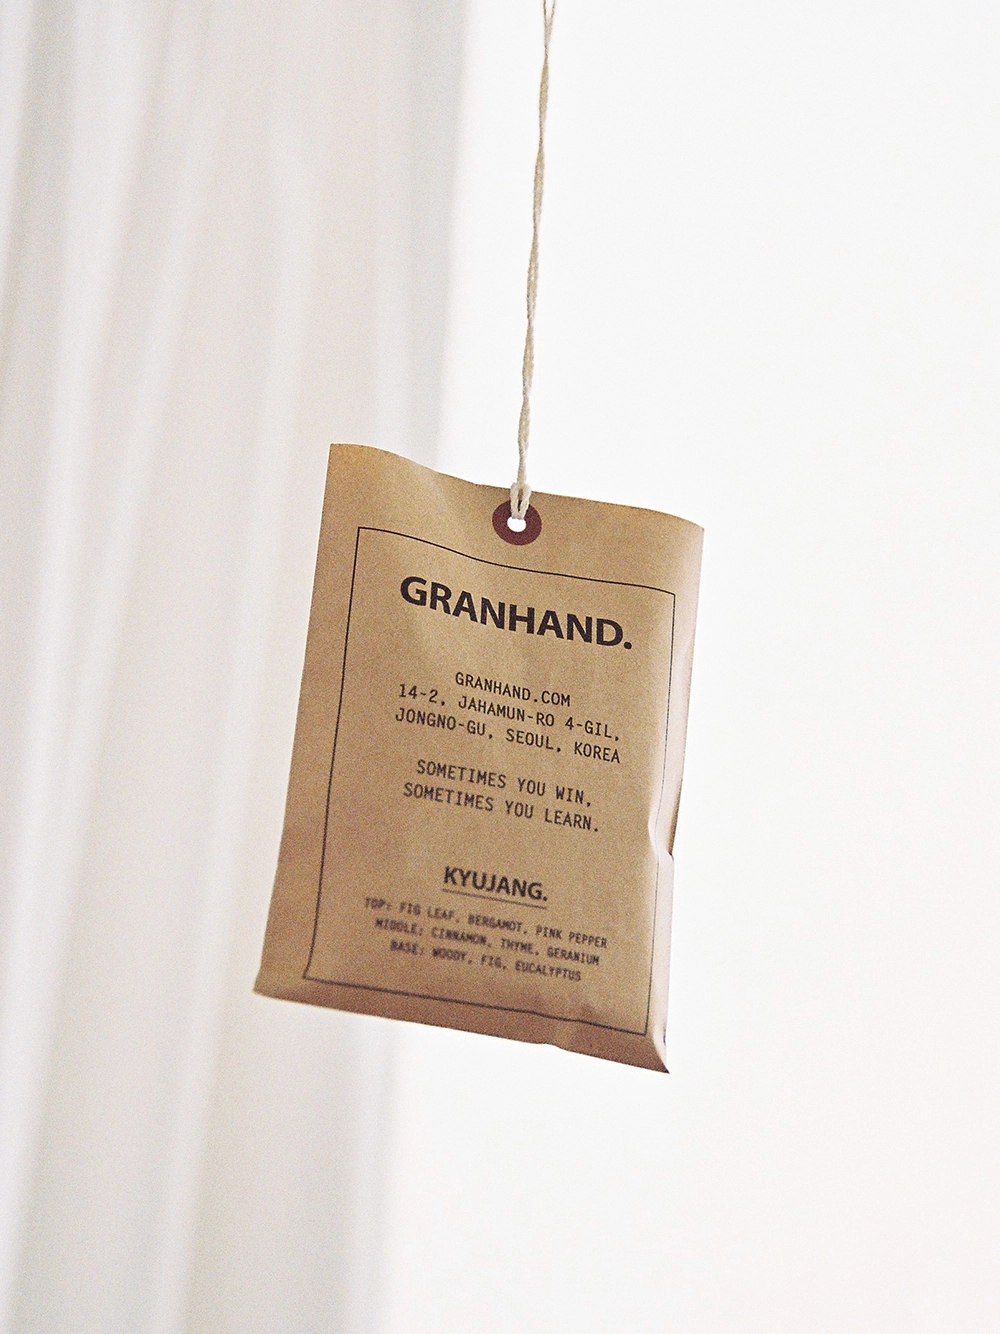 GRANHAND.
GRANHAND.COM
14-2, JAHAMUN-RO 4-GIL,
JONGNO-GU, SEOUL, KOREA
SOMETIMES YOU WIN,
SOMETIMES YOU LEARN.
KYUJANG.
TOP: FIG LEAF, BERGAMOT, PINK PEPPER
MIDDLE: CINNAMON, THYME, GERANIUM
BASE: WOODY, FIG, EUCALYPTUS